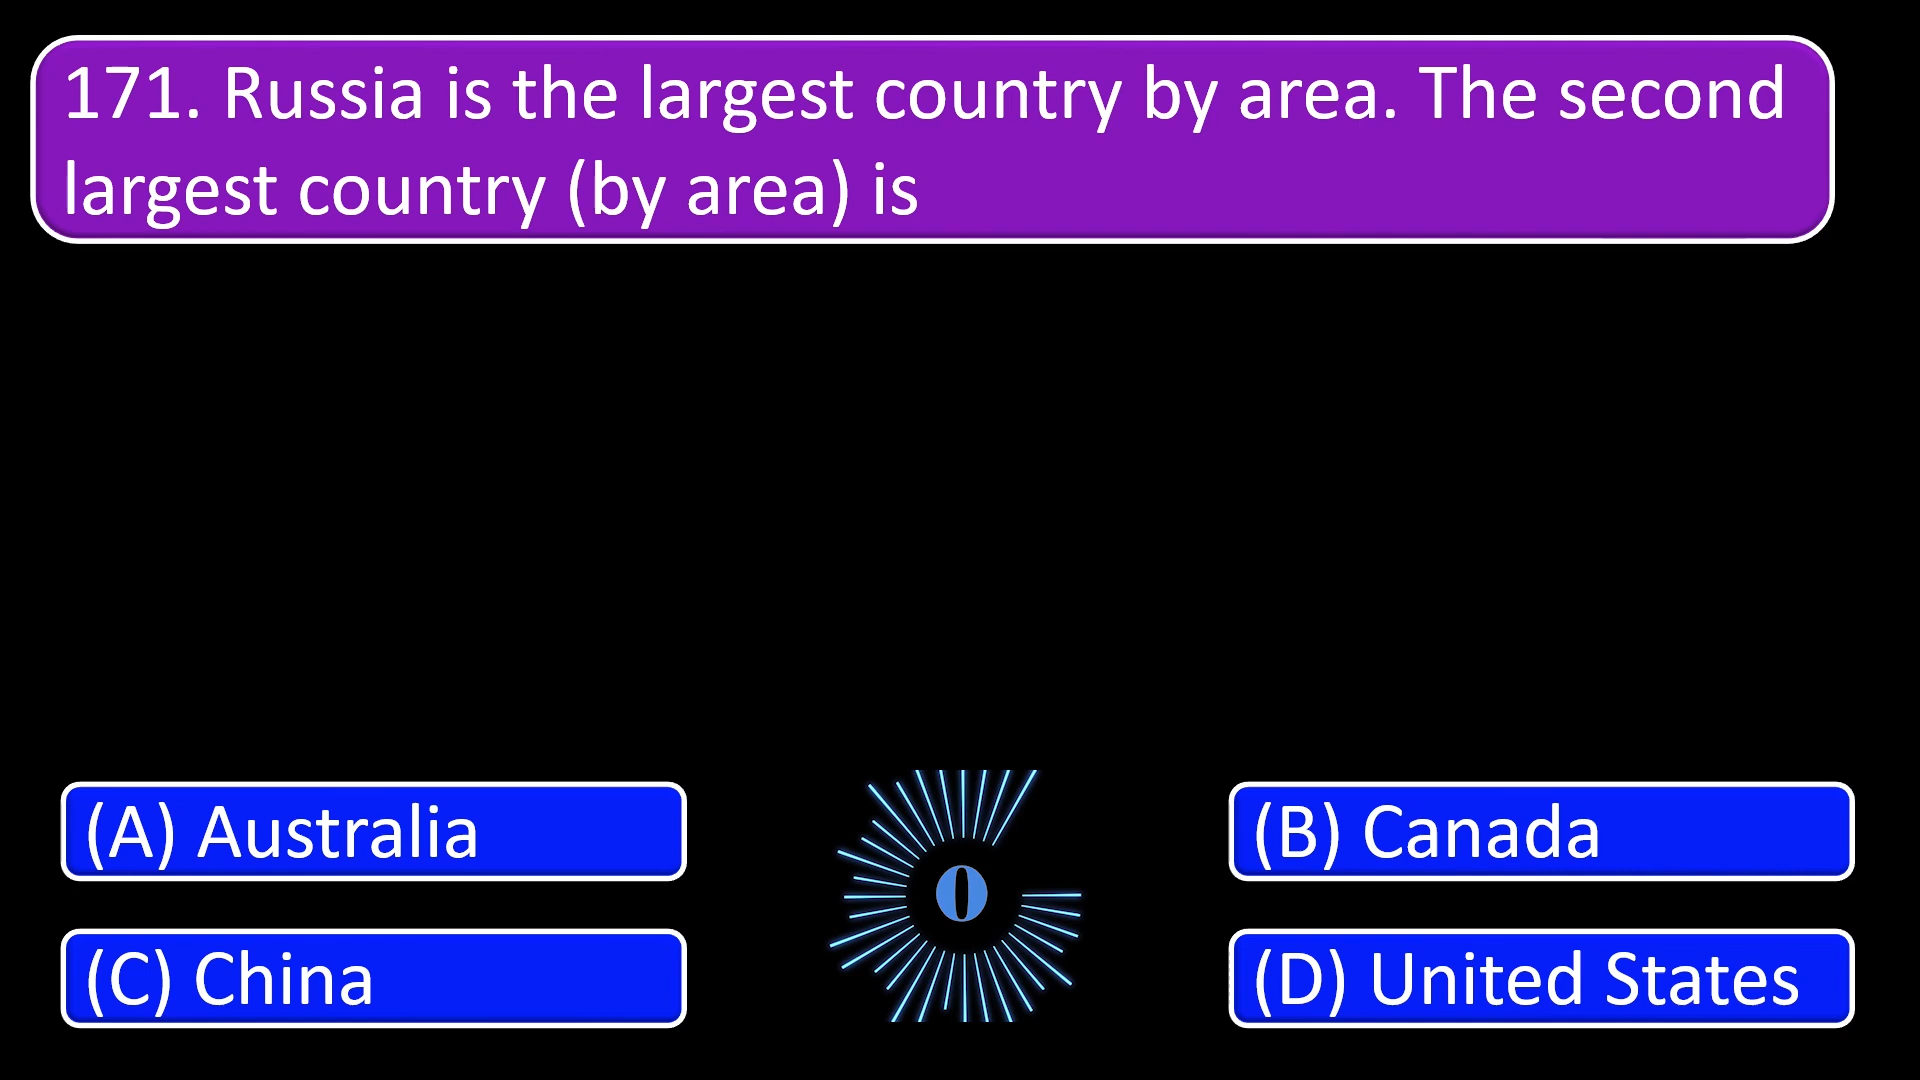 171. Russia is the largest country by area. The second
largest country (by area) is
(A) Australia
(B) Canada
0
(C) China
(D) United States